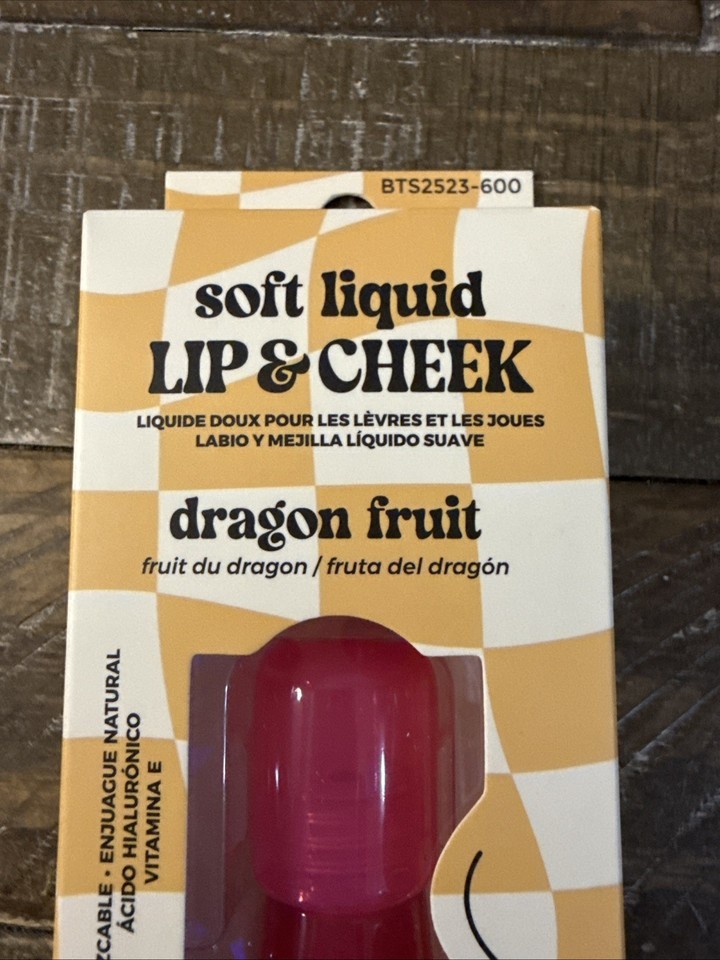 BTS2523-600
soft liquid
LIP & CHEEK
LIQUIDE DOUX POUR LES LÈVRES ET LES JOUES
LABIO Y MEJILLA LÍQUIDO SUAVE
dragon fruit
fruit du dragon / fruta del dragón
• ENJUAGUE NATURAL
ÁCIDO HIALURÓNICO
VITAMINA E